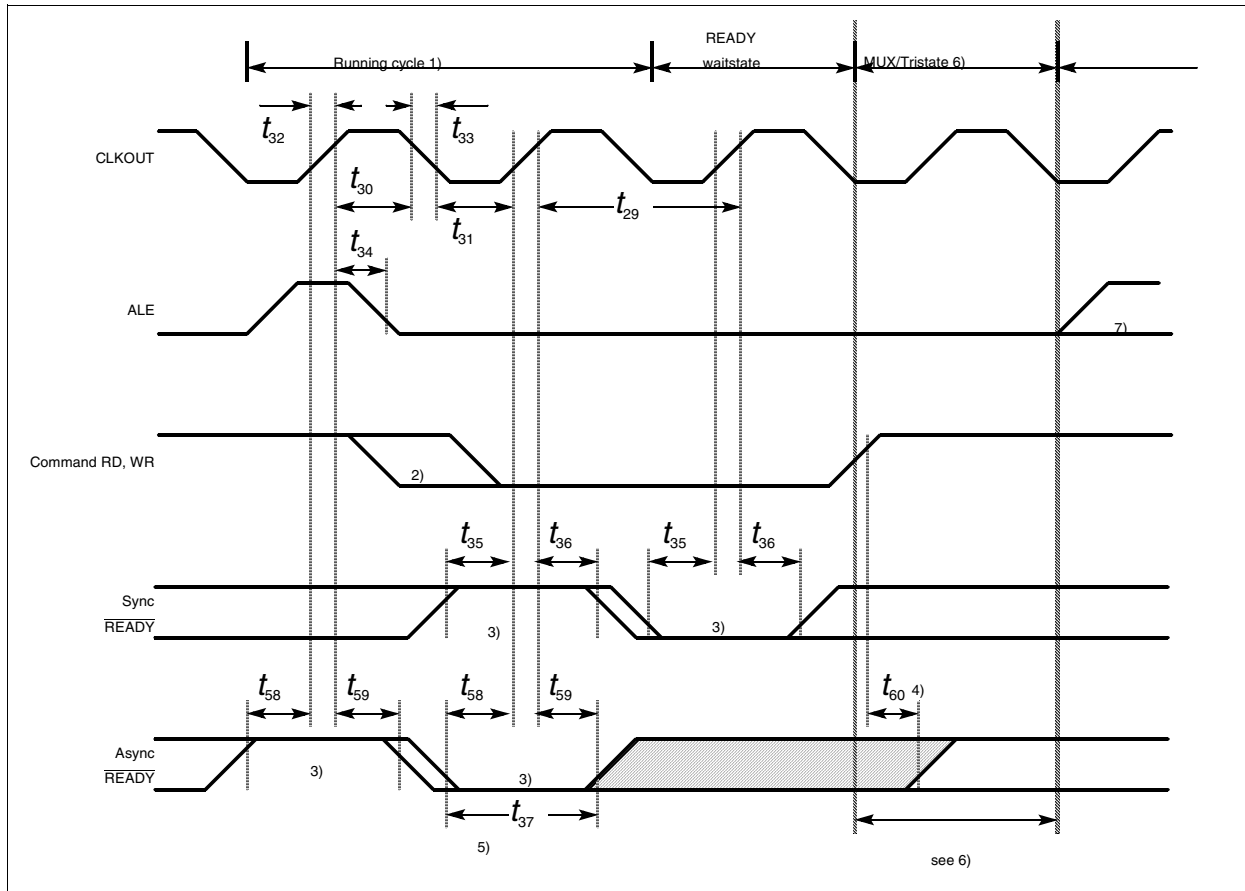 READY
Running cycle 1)
waitstate
MUX/Tristate 6)
t32
t33
CLKOUT
t30
t29
t31
t34
ALE
7)
Command RD, WR
2)
t35
t36
t35
t36
Sync
READY
3)
3)
t58
t59
t58
t59
t60 4)
Async
READY
3)
3)
t37
5)
see 6)